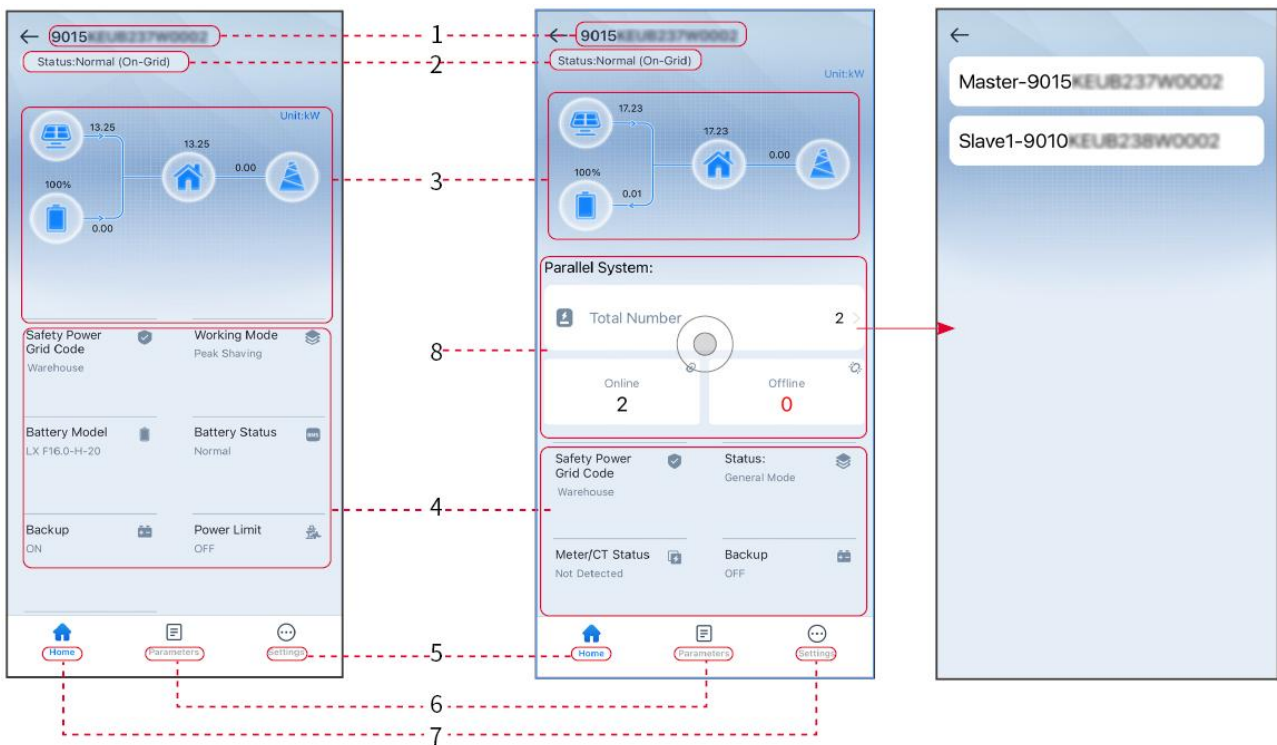 9015
Status:Normal (On-Grid)
Unit:kW
13.25
13.25
0.00
100%
0.00
Safety Power
Grid Code
Warehouse
Working Mode
Peak Shaving
Battery Model
LX F16.0-H-20
Battery Status
Normal
Backup
ON
Power Limit
OFF
Home
Parameters
Settings
1
2
3
8
4
5
6
7
9015
Status:Normal (On-Grid)
Unit:kW
17.23
17.23
0.00
100%
0.01
Parallel System:
Total Number
2
Online
2
Offline
0
Safety Power
Grid Code
Warehouse
Status:
General Mode
Meter/CT Status
Not Detected
Backup
OFF
Home
Parameters
Settings
Master-9015
Slave1-9010